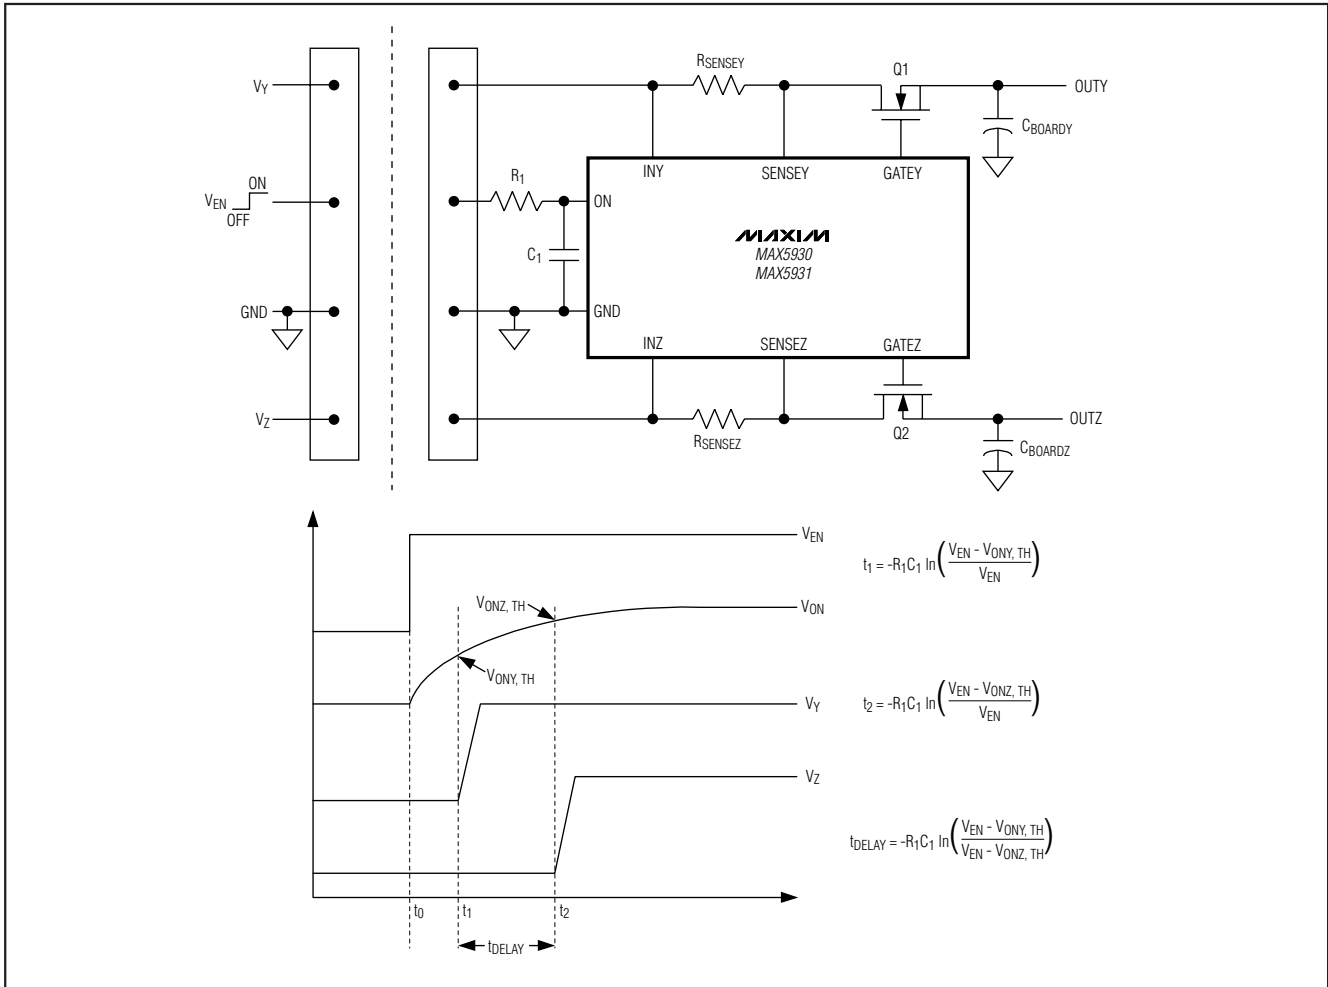 RSENSEY
Q1
VY
OUTY
CBOARDY
INY
SENSEY
GATEY
R1
ON
VEN
OFF
ON
C1
MAXIM
MAX5930
MAX5931
GND
GND
INZ
SENSEZ
GATEZ
VZ
RSENSEZ
Q2
OUTZ
CBOARDZ
VEN
t1 = -R1C1 ln(VEN - VONY, TH / VEN)
VONZ, TH
VON
VONY, TH
VY
t2 = -R1C1 ln(VEN - VONZ, TH / VEN)
VZ
tDELAY = -R1C1 ln(VEN - VONY, TH / VEN - VONZ, TH)
t0
t1
t2
tDELAY